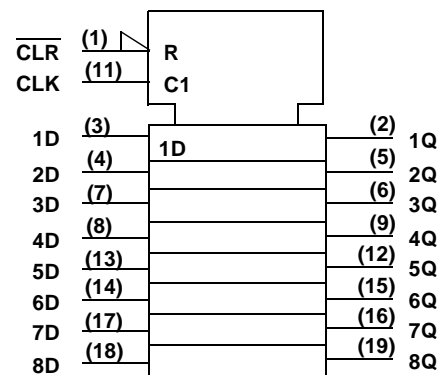 C̅L̅R̅ (1) R
CLK (11) C1
1D (3) 1D (2) 1Q
2D (4) (5) 2Q
3D (7) (6) 3Q
4D (8) (9) 4Q
5D (13) (12) 5Q
6D (14) (15) 6Q
7D (17) (16) 7Q
8D (18) (19) 8Q